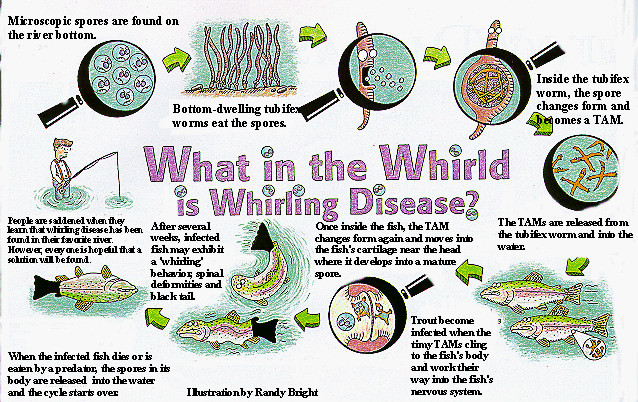 Microscopic spores are found on
the river bottom.
Bottom-dwelling tubifex
worms eat the spores.
Inside the tubifex
worm, the spore
changes form and
becomes a TAM.
What in the Whirld
is Whirling Disease?
The TAMs are released from
the tubifex worm and into the
water.
Trout become
infected when the
tiny TAMs cling
to the fish's body
and work their
way into the fish's
nervous system.
Once inside the fish, the TAM
changes form again and moves into
the fish's cartilage near the head
where it develops into a mature
spore.
After several
weeks, infected
fish may exhibit
a 'whirling'
behavior, spinal
deformities and
black tail.
When the infected fish dies or is
eaten by a predator, the spores in its
body are released into the water
and the cycle starts over.
People are saddened when they
learn that whirling disease has been
found in their favorite river.
However, everyone is hopeful that a
solution will be found.
Illustration by Randy Bright